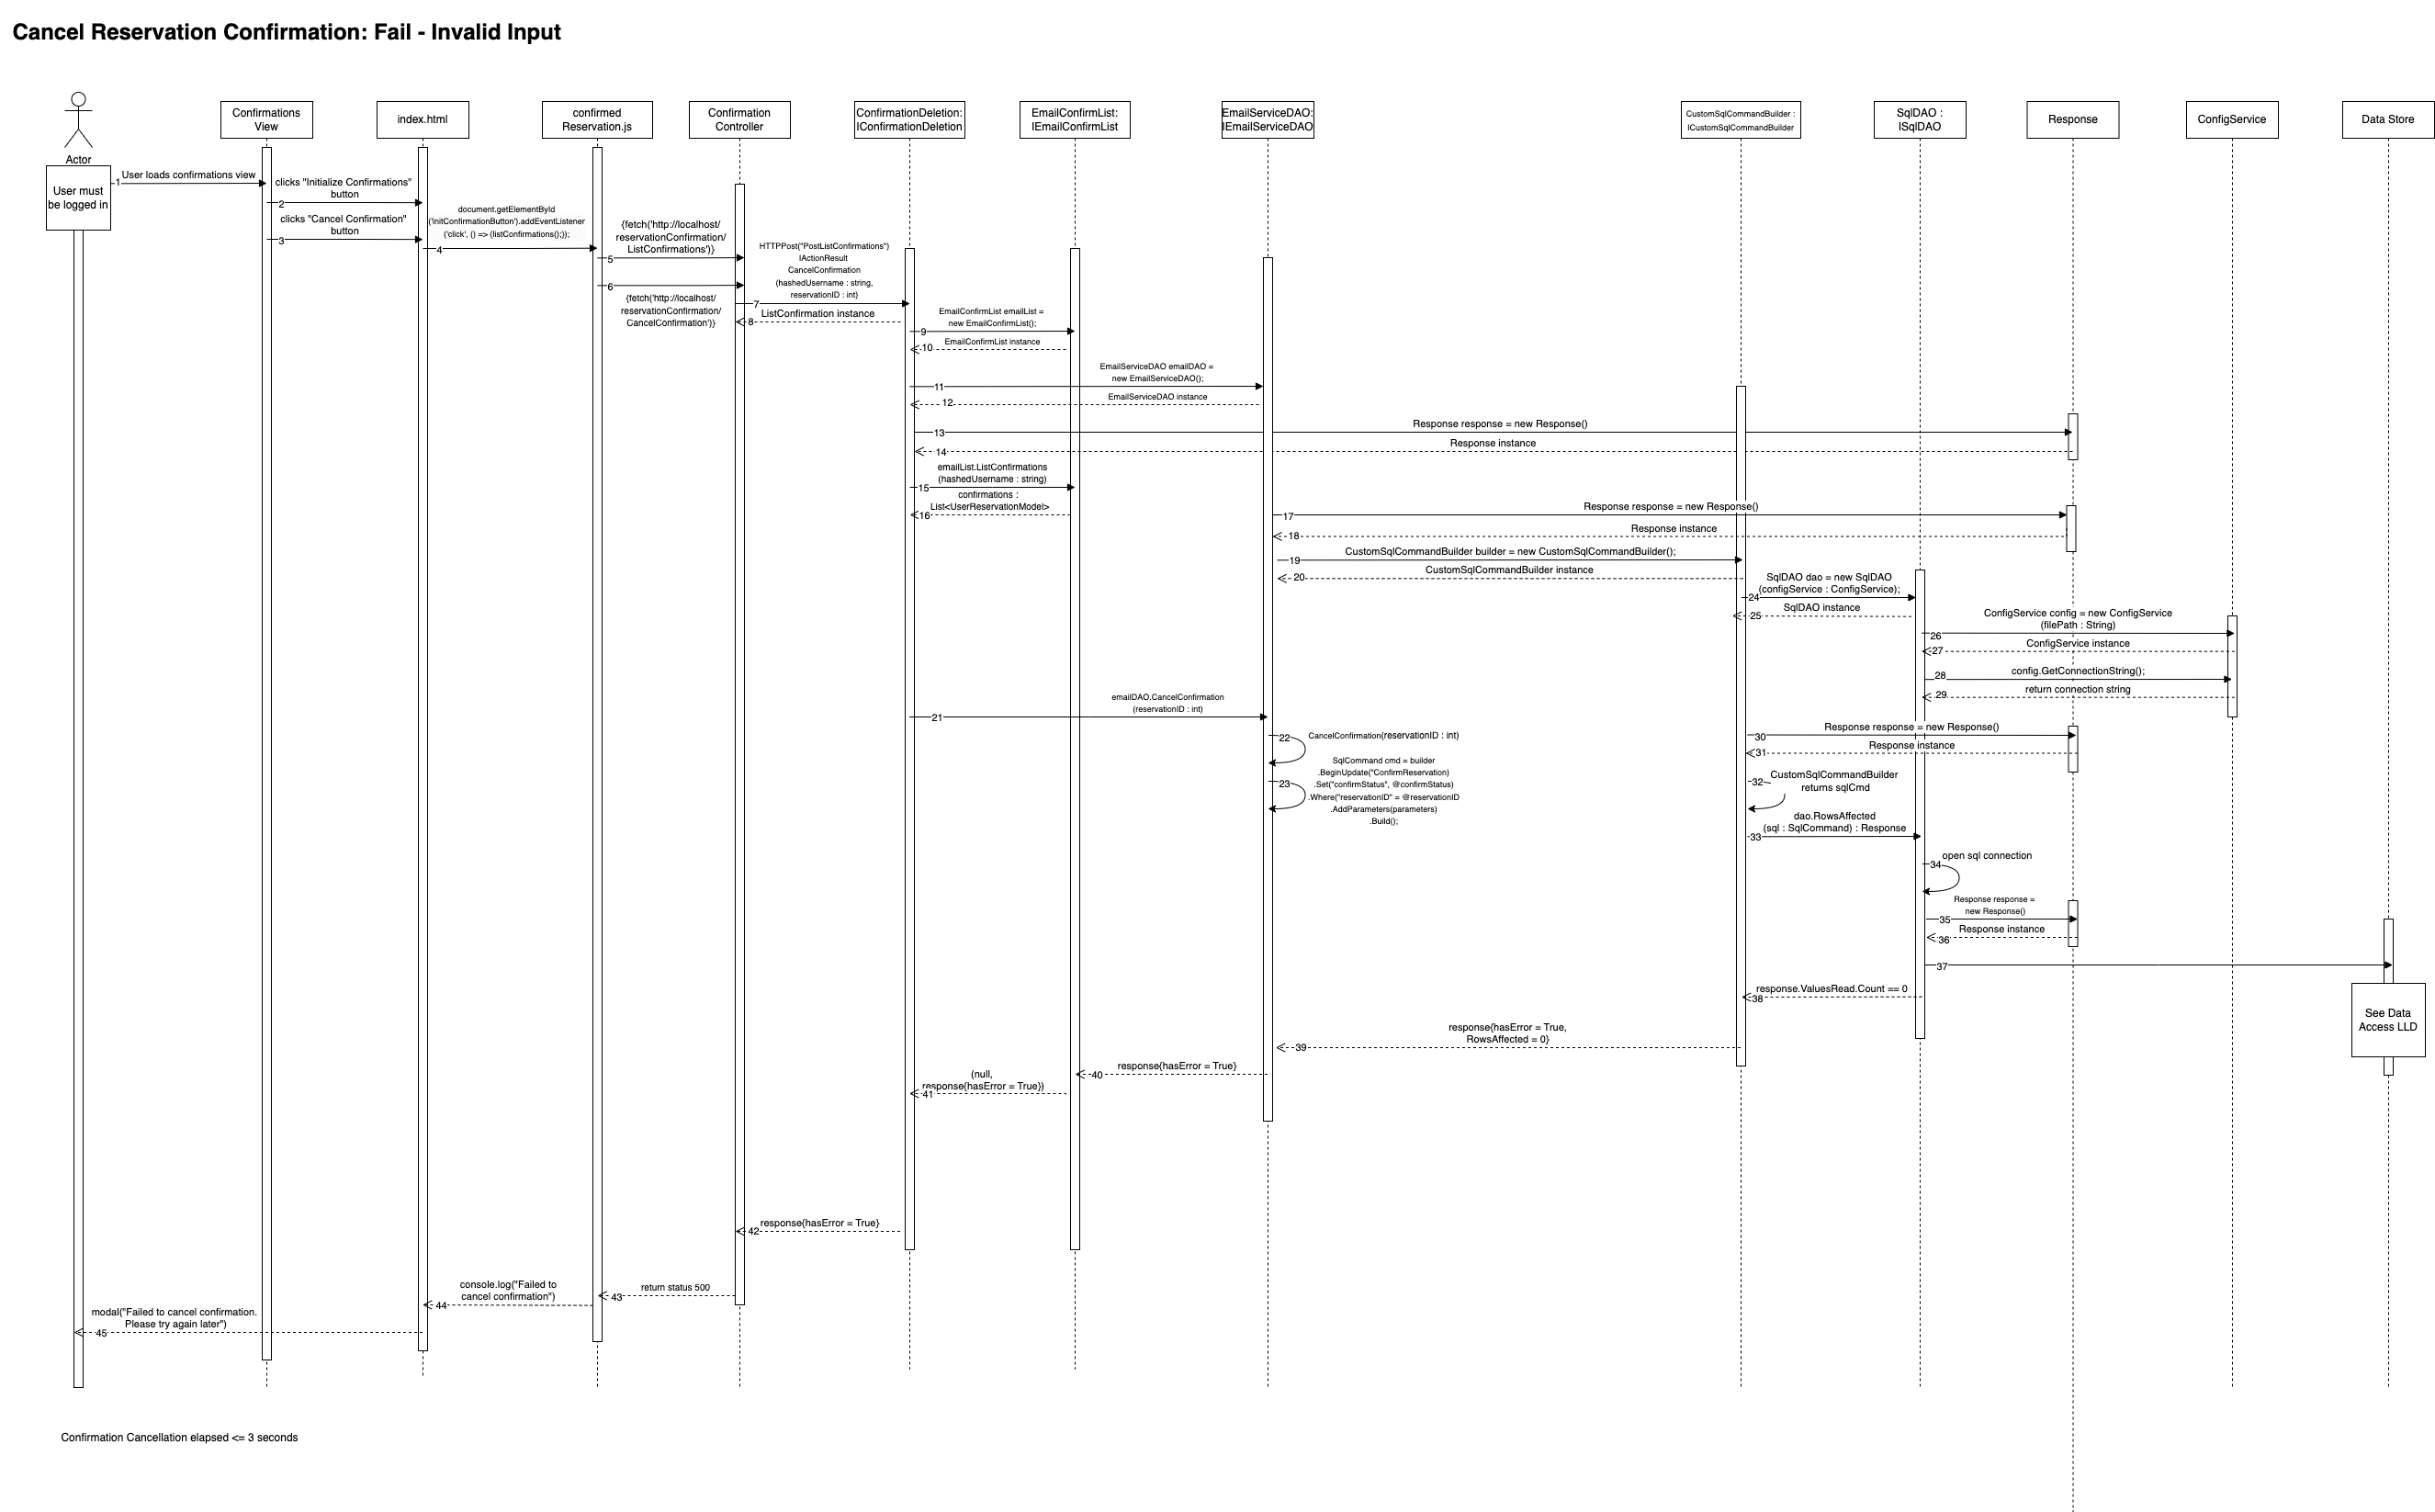 Cancel Reservation Confirmation: Fail - Invalid Input
Actor
User must
be logged in
Confirmations
View
index.html
confirmed
Reservation.js
Confirmation
Controller
ConfirmationDeletion:
IConfirmationDeletion
EmailConfirmList:
IEmailConfirmList
EmailServiceDAO:
IEmailServiceDAO
CustomSqlCommandBuilder :
ICustomSqlCommandBuilder
SqlDAO :
ISqlDAO
Response
ConfigService
Data Store
1
User loads confirmations view
clicks "Initialize Confirmations"
button
2
clicks "Cancel Confirmation"
button
3
document.getElementById
('initConfirmationButton').addEventListener
('click', () => {listConfirmations();});
4
{fetch('http://localhost/
reservationConfirmation/
ListConfirmations')}
5
6
{fetch('http://localhost/
reservationConfirmation/
CancelConfirmation')}
HTTPPost("PostListConfirmations")
IActionResult
CancelConfirmation
(hashedUsername : string,
reservationID : int)
7
ListConfirmation instance
8
EmailConfirmList emailList =
new EmailConfirmList();
9
EmailConfirmList instance
10
EmailServiceDAO emailDAO =
new EmailServiceDAO();
11
EmailServiceDAO instance
12
Response response = new Response()
13
Response instance
14
emailList.ListConfirmations
(hashedUsername : string)
15
confirmations :
List<UserReservationModel>
16
Response response = new Response()
17
Response instance
18
CustomSqlCommandBuilder builder = new CustomSqlCommandBuilder();
19
CustomSqlCommandBuilder instance
20
SqlDAO dao = new SqlDAO
(configService : ConfigService);
24
SqlDAO instance
25
ConfigService config = new ConfigService
(filePath : String)
26
ConfigService instance
27
config.GetConnectionString();
28
return connection string
29
emailDAO.CancelConfirmation
(reservationID : int)
21
22
CancelConfirmation(reservationID : int)
23
SqlCommand cmd = builder
.BeginUpdate("ConfirmReservation)
.Set("confirmStatus", @confirmStatus)
.Where("reservationID" = @reservationID
.AddParameters(parameters)
.Build();
Response response = new Response()
30
Response instance
31
32
CustomSqlCommandBuilder
returns sqlCmd
dao.RowsAffected
(sql : SqlCommand) : Response
33
open sql connection
34
Response response =
new Response()
35
Response instance
36
37
See Data
Access LLD
response.ValuesRead.Count == 0
38
response{hasError = True,
RowsAffected = 0}
39
response{hasError = True}
40
(null,
response{hasError = True})
41
response{hasError = True}
42
return status 500
43
console.log("Failed to
cancel confirmation")
44
modal("Failed to cancel confirmation.
Please try again later")
45
Confirmation Cancellation elapsed <= 3 seconds